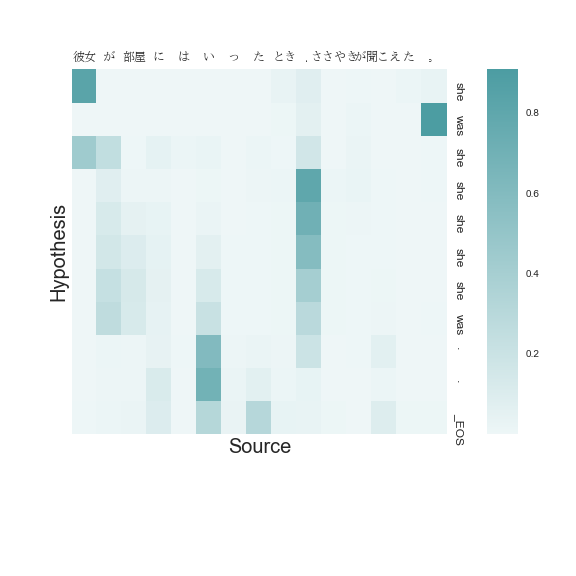 彼女 が 部屋 に は い っ た とき , ささやき が 聞こえ た 。
she
was
she
she
she
she
she
was
.
.
_EOS
Hypothesis
Source
0.8
0.6
0.4
0.2